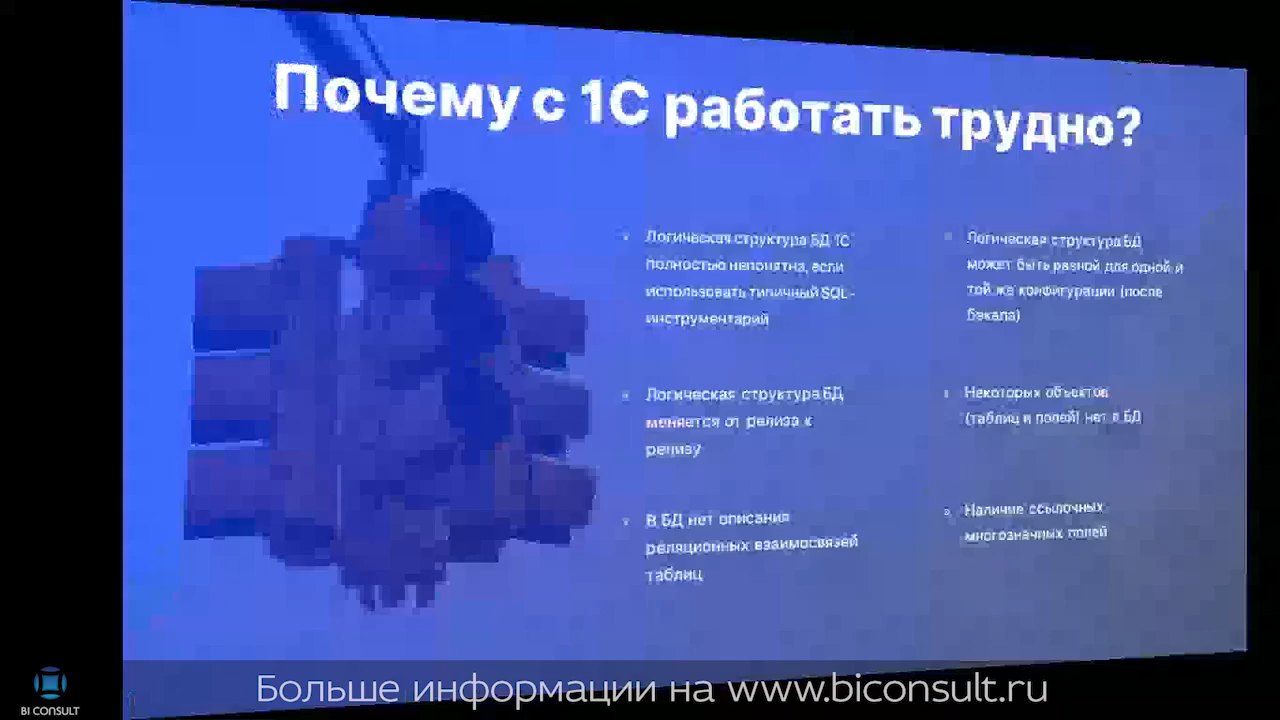 Почему с 1С работать трудно?
Логическая структура БД 1С
полностью непонятна, если
использовать типичный SQL-
инструментарий
Логическая структура БД
меняется от релиза к
релизу
В БД нет описания
реляционных взаимосвязей
таблиц
Логическая структура БД
может быть разной для одной и
той же конфигурации (после
бэкапа)
Некоторых объектов
(таблиц и полей) нет в БД
Наличие ссылочных
многозначных полей
BI CONSULT
Больше информации на www.biconsult.ru